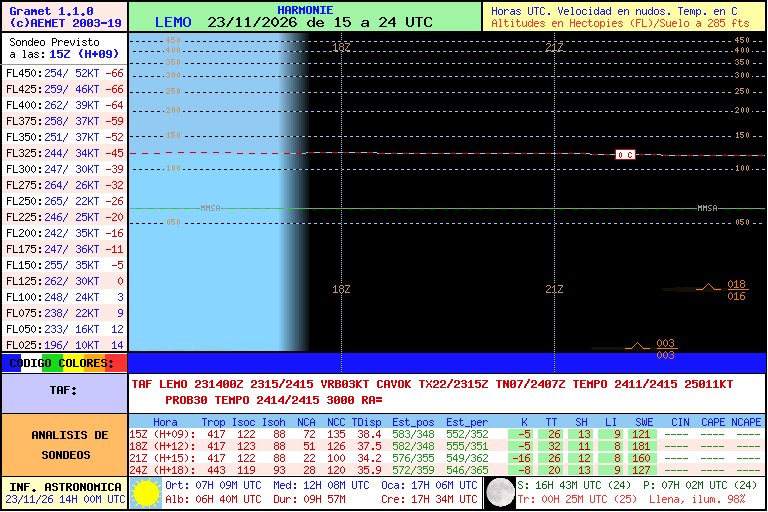 Gramet 1.1.0
(c)AEMET 2003-19
HARMONIE
LEMO 23/11/2026 de 15 a 24 UTC
Horas UTC. Velocidad en nudos. Temp. en C
Altitudes en Hectopies (FL)/Suelo a 285 fts
Sondeo Previsto
a las: 15Z (H+09)
FL450: 254/ 52KT -66
FL425: 259/ 46KT -66
FL400: 262/ 39KT -64
FL375: 258/ 37KT -59
FL350: 251/ 37KT -52
FL325: 244/ 34KT -45
FL300: 247/ 30KT -39
FL275: 264/ 26KT -32
FL250: 265/ 22KT -26
FL225: 246/ 25KT -20
FL200: 242/ 35KT -16
FL175: 247/ 36KT -11
FL150: 255/ 35KT -5
FL125: 262/ 30KT 0
FL100: 248/ 24KT 3
FL075: 238/ 22KT 9
FL050: 233/ 16KT 12
FL025: 196/ 10KT 14
450 18Z 21Z 450
400 400
350 350
300 300
250 250
200 200
150 150
0 C
100 100
MMSA MMSA
050 050
18Z 21Z
018
016
003
003
CODIGO COLORES:
TAF:
TAF LEMO 231400Z 2315/2415 VRB03KT CAVOK TX22/2315Z TN07/2407Z TEMPO 2411/2415 25011KT
PROB30 TEMPO 2414/2415 3000 RA=
ANALISIS DE
SONDEOS
Hora Trop Isoc Isoh NCA NCC TDisp Est_pos Est_per K TT SH LI SWE CIN CAPE NCAPE
15Z (H+09): 417 122 88 72 135 38.4 583/348 552/352 -5 26 13 9 121 ---- ---- ----
18Z (H+12): 417 122 88 51 126 37.5 582/348 555/351 -5 32 11 8 181 ---- ---- ----
21Z (H+15): 417 122 88 22 100 34.2 576/355 549/362 -16 26 12 8 160 ---- ---- ----
24Z (H+18): 443 119 93 28 120 35.9 572/359 546/365 -8 20 13 9 127 ---- ---- ----
INF. ASTRONOMICA
23/11/26 14H 00M UTC
Ort: 07H 09M UTC Med: 12H 08M UTC Oca: 17H 06M UTC
Alb: 06H 40M UTC Dur: 09H 57M Cre: 17H 34M UTC
S: 16H 43M UTC (24) P: 07H 02M UTC (24)
Tr: 00H 25M UTC (25) Llena, ilum. 98%